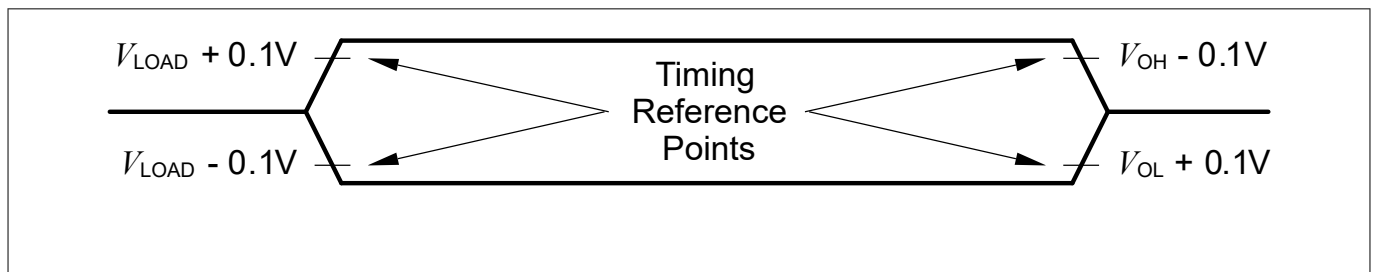 VLOAD + 0.1V
VLOAD - 0.1V
Timing
Reference
Points
VOH - 0.1V
VOL + 0.1V